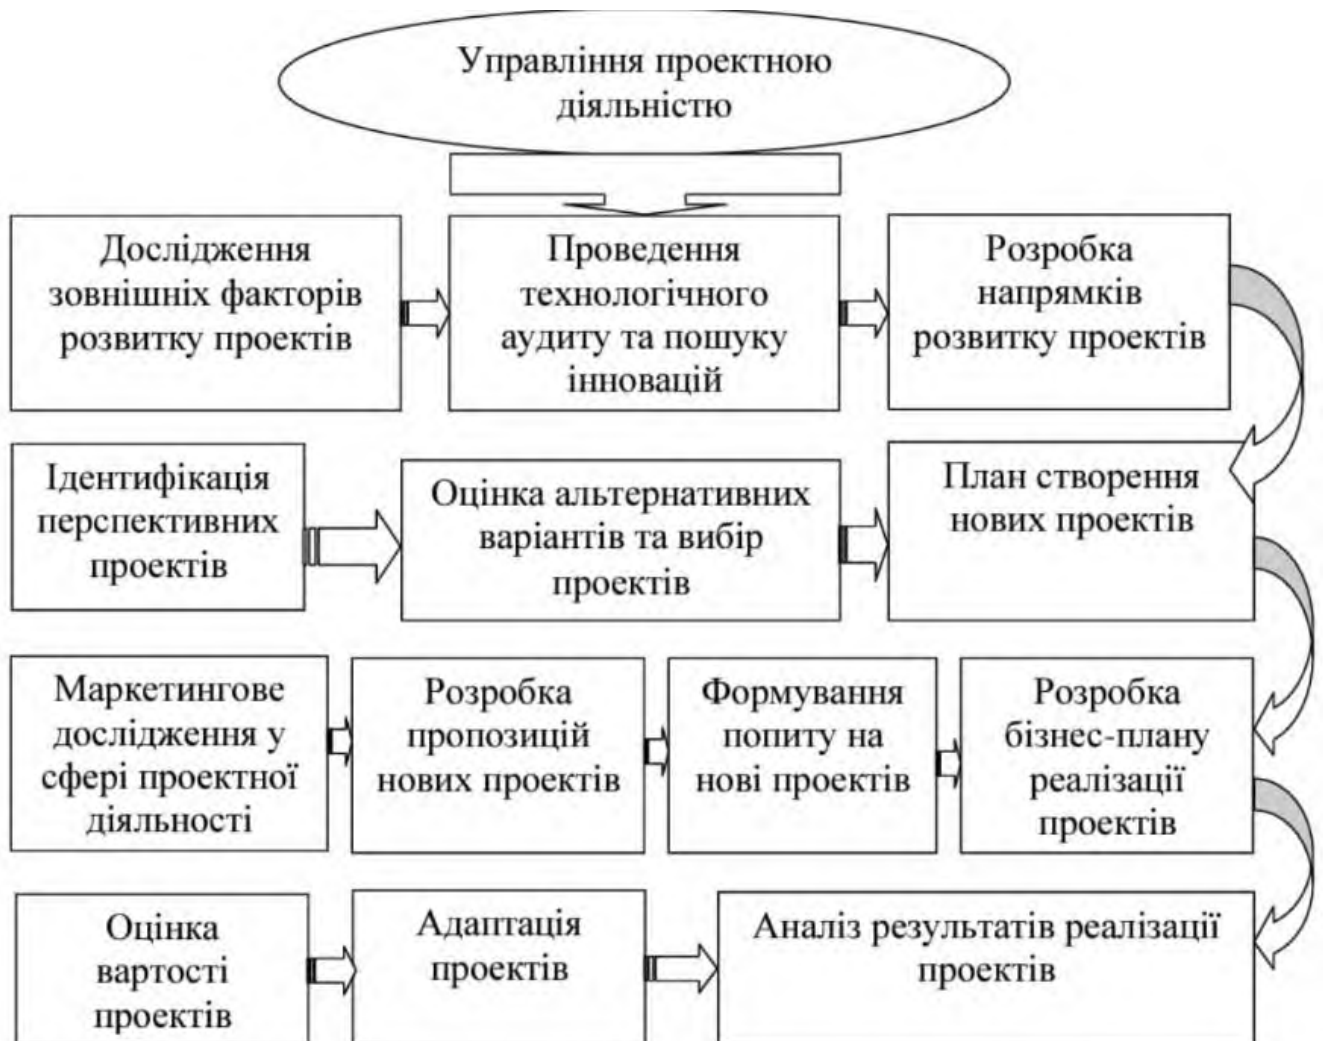 Управління проектною
діяльністю
Дослідження
зовнішніх факторів
розвитку проектів
Проведення
технологічного
аудиту та пошуку
інновацій
Розробка
напрямків
розвитку проектів
Ідентифікація
перспективних
проектів
Оцінка альтернативних
варіантів та вибір
проектів
План створення
нових проектів
Маркетингове
дослідження у
сфері проектної
діяльності
Розробка
пропозицій
нових проектів
Формування
попиту на
нові проектів
Розробка
бізнес-плану
реалізації
проектів
Оцінка
вартості
проектів
Адаптація
проектів
Аналіз результатів реалізації
проектів